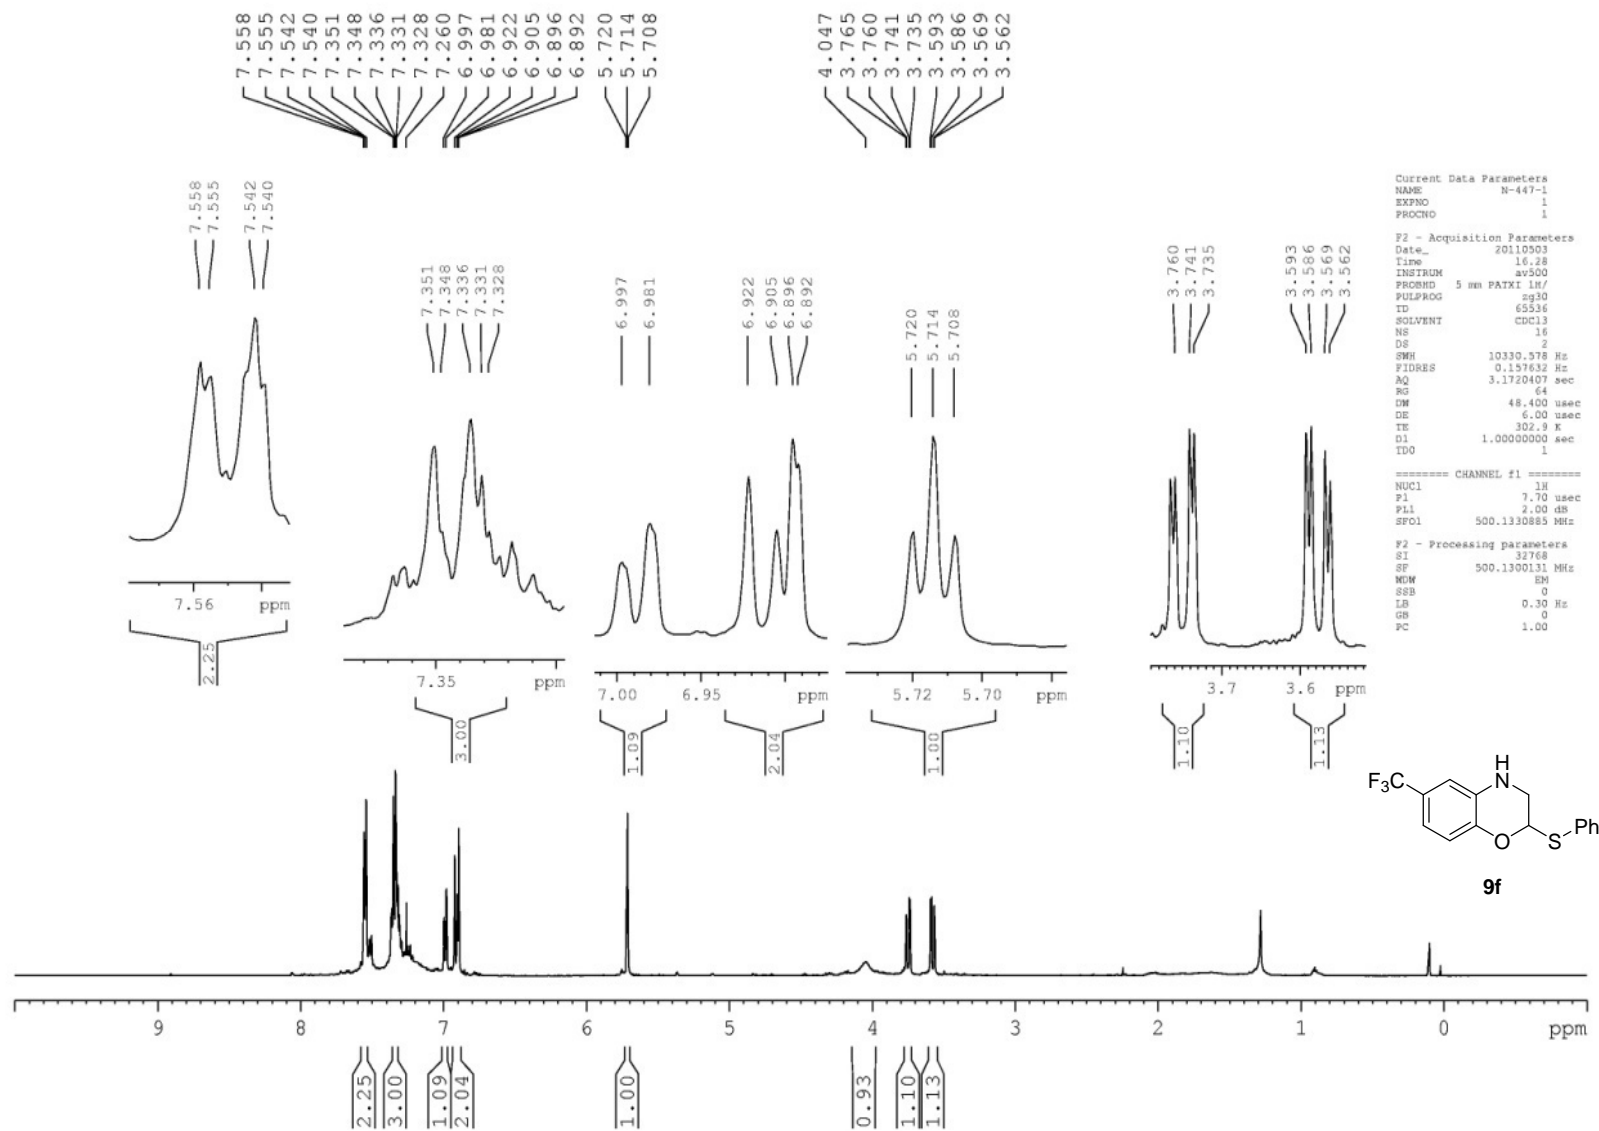 7.558
7.555
7.542
7.540
7.351
7.348
7.336
7.331
7.328
7.260
6.997
6.981
6.922
6.905
6.896
6.892
5.720
5.714
5.708
4.047
3.765
3.760
3.741
3.735
3.593
3.586
3.569
3.562
7.558
7.555
7.542
7.540
7.56 ppm
2.25
7.351
7.348
7.336
7.331
7.328
7.35 ppm
3.00
6.997
6.981
6.922
6.905
6.896
6.892
7.00 6.95 ppm
1.09
2.04
5.720
5.714
5.708
5.72 5.70 ppm
1.00
3.760
3.741
3.735
3.593
3.586
3.569
3.562
3.7 3.6 ppm
1.10
1.13
Current Data Parameters
NAME N-447-1
EXPNO 1
PROCNO 1
F2 - Acquisition Parameters
Date_ 20110503
Time 16.28
INSTRUM av500
PROBHD 5 mm PATXI 1H/
PULPROG zg30
TD 65536
SOLVENT CDCl3
NS 16
DS 2
SWH 10330.578 Hz
FIDRES 0.157632 Hz
AQ 3.1720407 sec
RG 64
DW 48.400 usec
DE 6.00 usec
TE 302.9 K
D1 1.00000000 sec
TD0 1
======== CHANNEL f1 ========
NUC1 1H
P1 7.70 usec
PL1 2.00 dB
SFO1 500.1330885 MHz
F2 - Processing parameters
SI 32768
SF 500.1300131 MHz
WDW EM
SSB 0
LB 0.30 Hz
GB 0
PC 1.00
H
N
F3C
O
S
Ph
9f
9 8 7 6 5 4 3 2 1 0 ppm
2.25
3.00
1.09
2.04
1.00
0.93
1.10
1.13